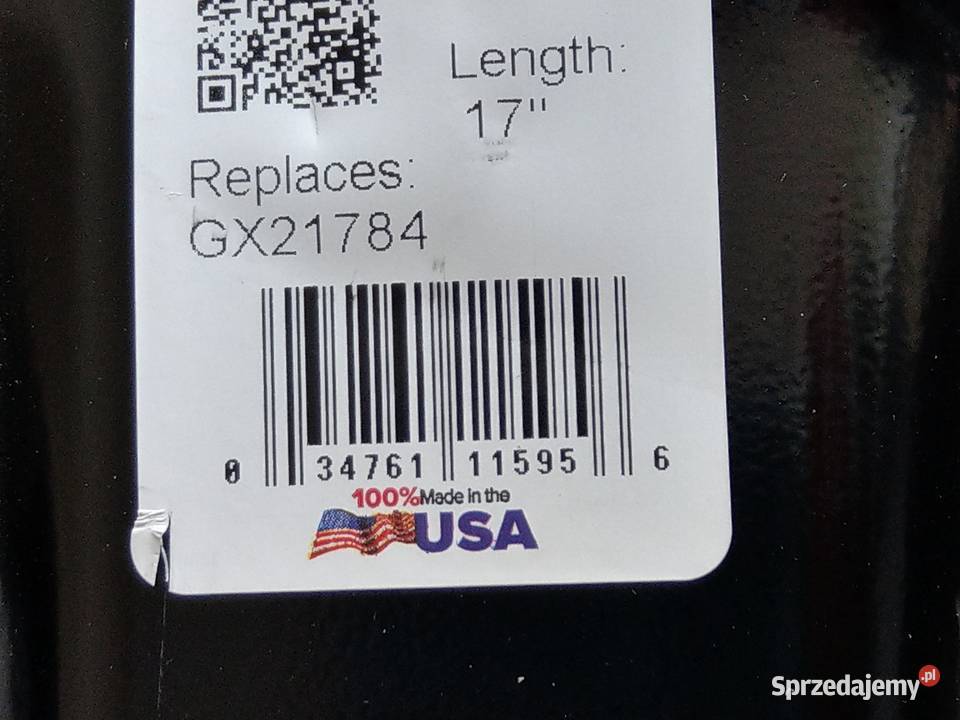 Length:
17"
Replaces:
GX21784
0 34761 11595 6
100% Made in the
USA
Sprzedajemy.pl